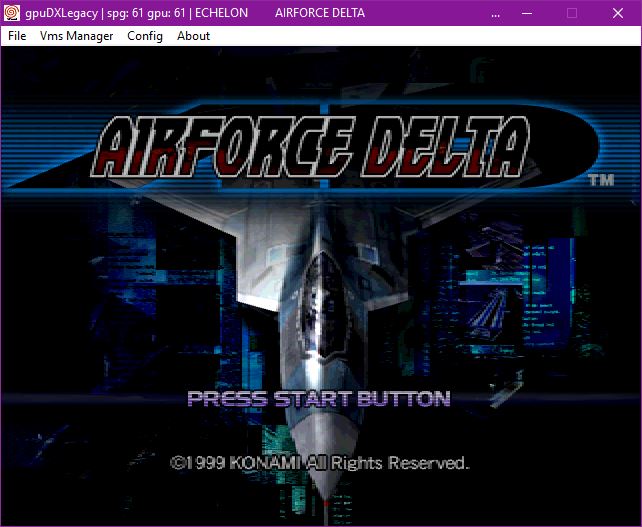 gpuDXLegacy | spg: 61 gpu: 61 | ECHELON AIRFORCE DELTA ...
File Vms Manager Config About
AIRFORCE DELTA
TM
PRESS START BUTTON
©1999 KONAMI All Rights Reserved.